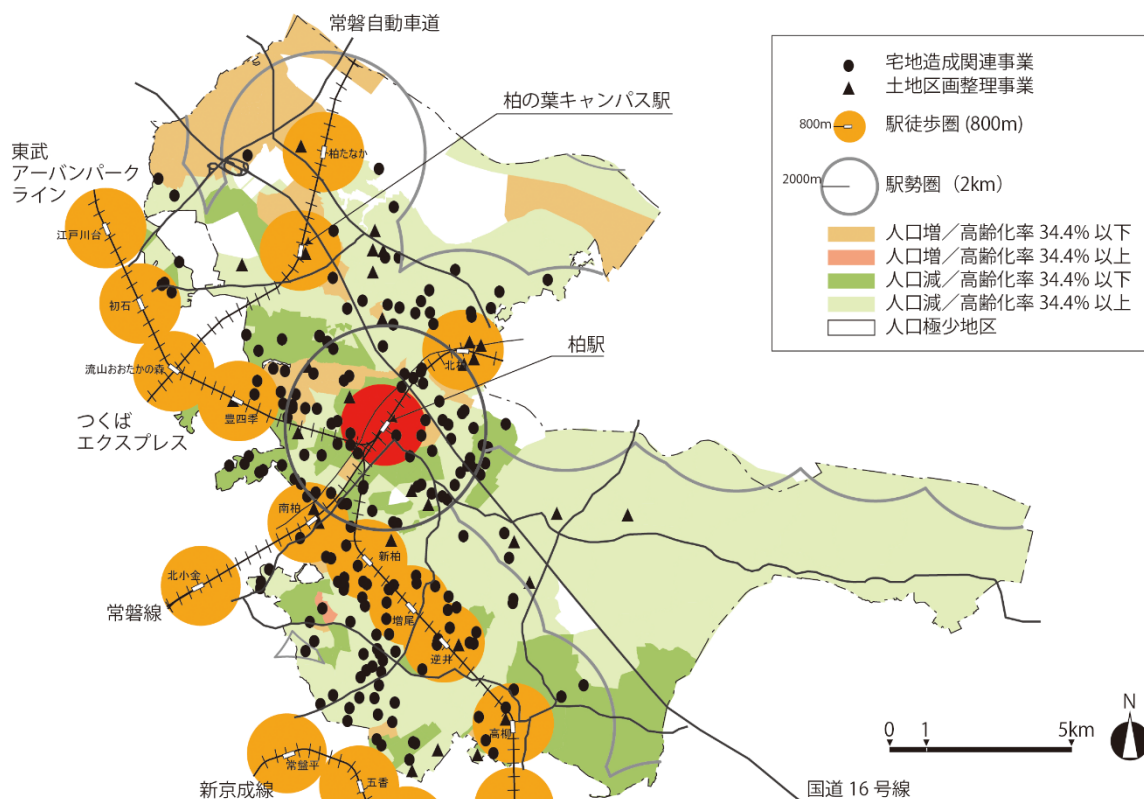 常磐自動車道
柏の葉キャンパス駅
東武
アーバンパーク
ライン
柏たなか
江戸川台
初石
流山おおたかの森
豊四季
つくば
エクスプレス
北柏
柏駅
南柏
北小金
常磐線
新柏
増尾
逆井
高柳
常盤平
五香
新京成線
国道 16 号線
宅地造成関連事業
土地区画整理事業
800m
駅徒歩圏 (800m)
2000m
駅勢圏（2km）
人口増／高齢化率 34.4% 以下
人口増／高齢化率 34.4% 以上
人口減／高齢化率 34.4% 以下
人口減／高齢化率 34.4% 以上
人口極少地区
0 1 5km
N